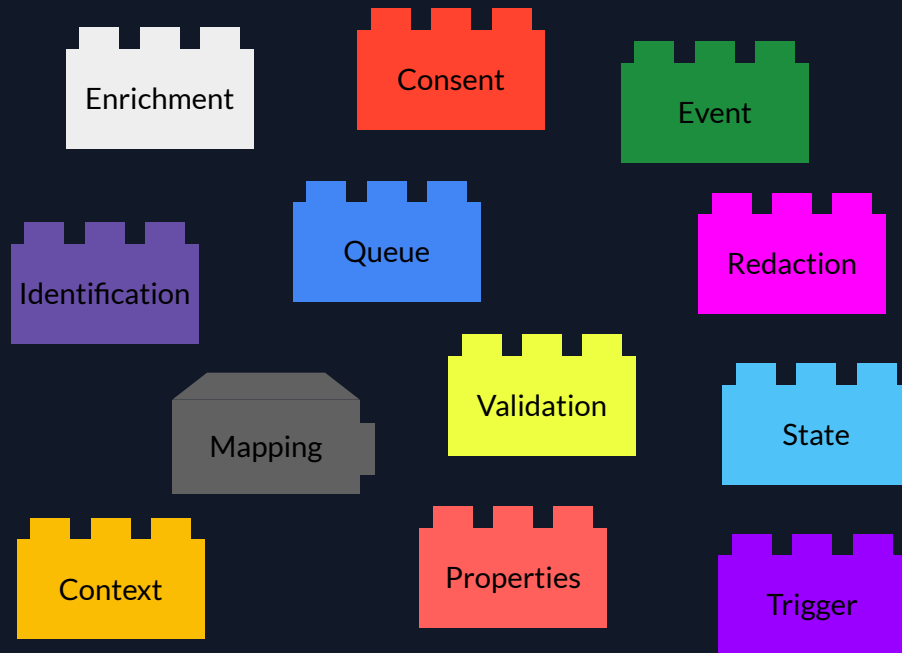 Enrichment
Consent
Event
Identification
Queue
Redaction
Mapping
Validation
State
Context
Properties
Trigger